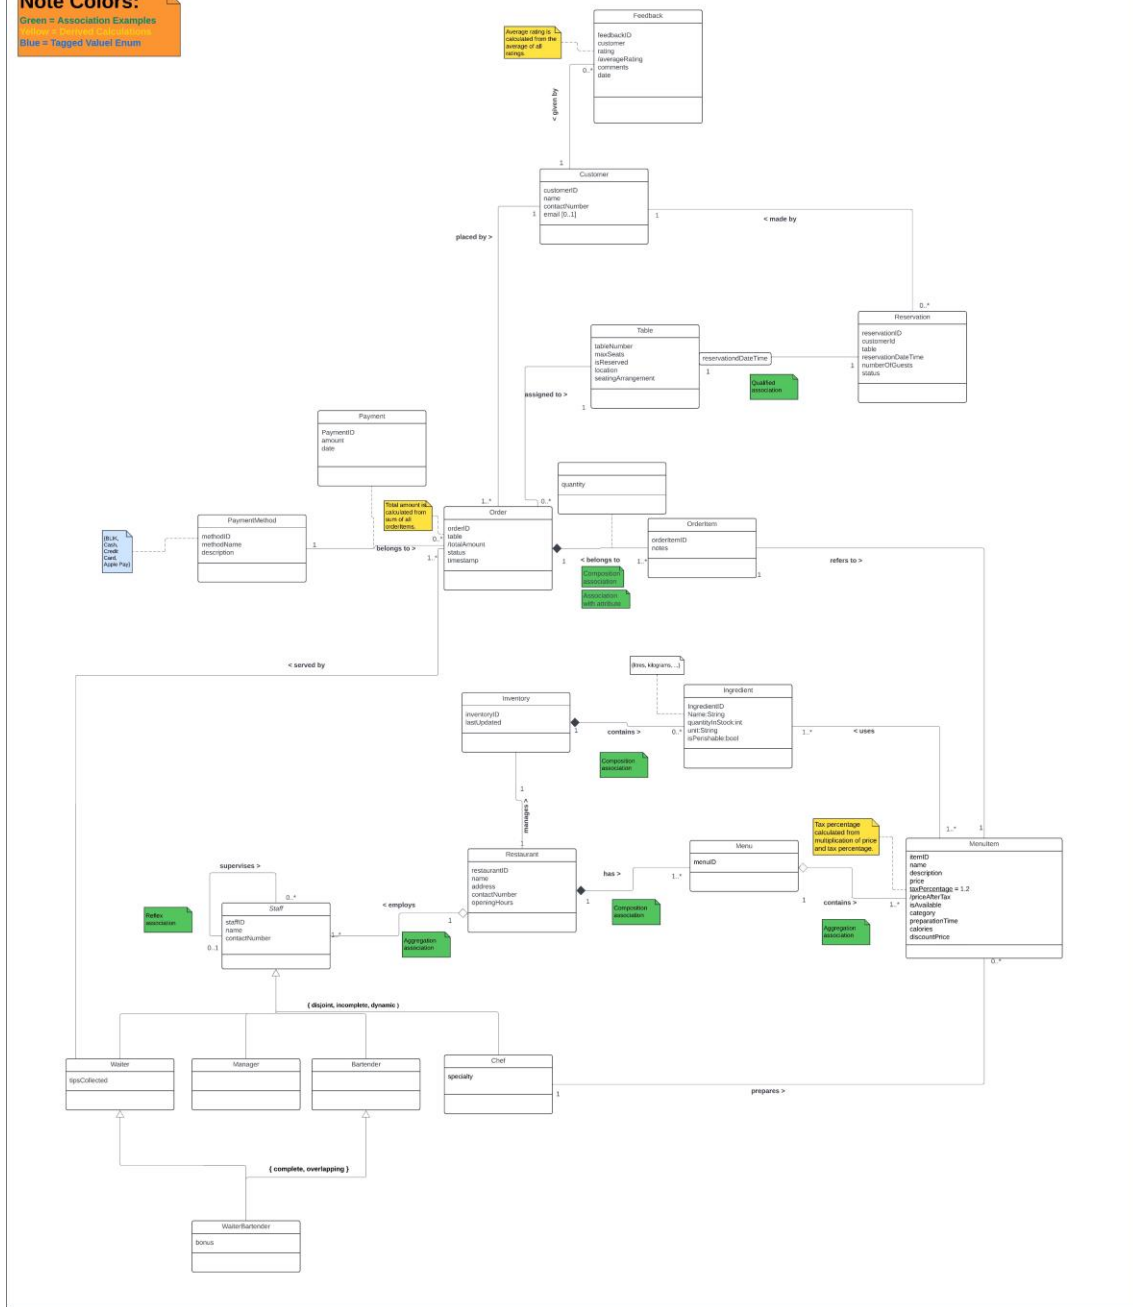 Note Colors:
Green = Association Examples
Yellow = Derived Calculations
Blue = Tagged Valuel Enum
Feedback
feedbackID
customer
rating
/averageRating
comments
date
Average rating is
calculated from the
average of all
0..*
< given by
1
Customer
customerID
name
contactNumber
email [0..1]
1
1
placed by >
< made by
0..*
Reservation
reservationID
customerId
table
reservationDateTime
numberOfGuests
status
Table
tableNumber
maxSeats
isReserved
location
seatingArrangement
reservationdDateTime
1
1
Qualified
association
assigned to >
1
Payment
PaymentID
amount
date
quantity
1..*
0..*
Order
orderID
table
/totalAmount
status
timestamp
Total amount is
calculated from
sum of all
orderItems.
0..*
1..*
PaymentMethod
methodID
methodName
description
(BLIK,
Cash,
Credit
Card,
Apple Pay)
1
belongs to >
OrderItem
orderItemID
notes
1
< belongs to
1..*
1
refers to >
Composition
association
Association
with attribute
< served by
(litres, kilograms, ...)
Inventory
inventoryID
lastUpdated
1
contains >
0..*
Ingredient
IngredientID
Name:String
quantityInStock:int
unit:String
isPerishable:bool
1..*
< uses
Composition
association
1
manages >
1
Restaurant
restaurantID
name
address
contactNumber
openingHours
has >
1
1..*
Composition
association
Menu
menuID
1
contains >
1..*
Aggregation
association
Tax percentage
calculated from
multiplication of price
and tax percentage.
1..*
1
MenuItem
itemID
name
description
price
taxPercentage = 1.2
/priceAfterTax
isAvailable
category
preparationTime
calories
discountPrice
0..*
supervises >
0..*
Staff
staffID
name
contactNumber
0..1
Reflex
association
1..*
< employs
1
Aggregation
association
{ disjoint, incomplete, dynamic }
Waiter
tipsCollected
Manager
Bartender
Chef
specialty
1
prepares >
{ complete, overlapping }
WaiterBartender
bonus